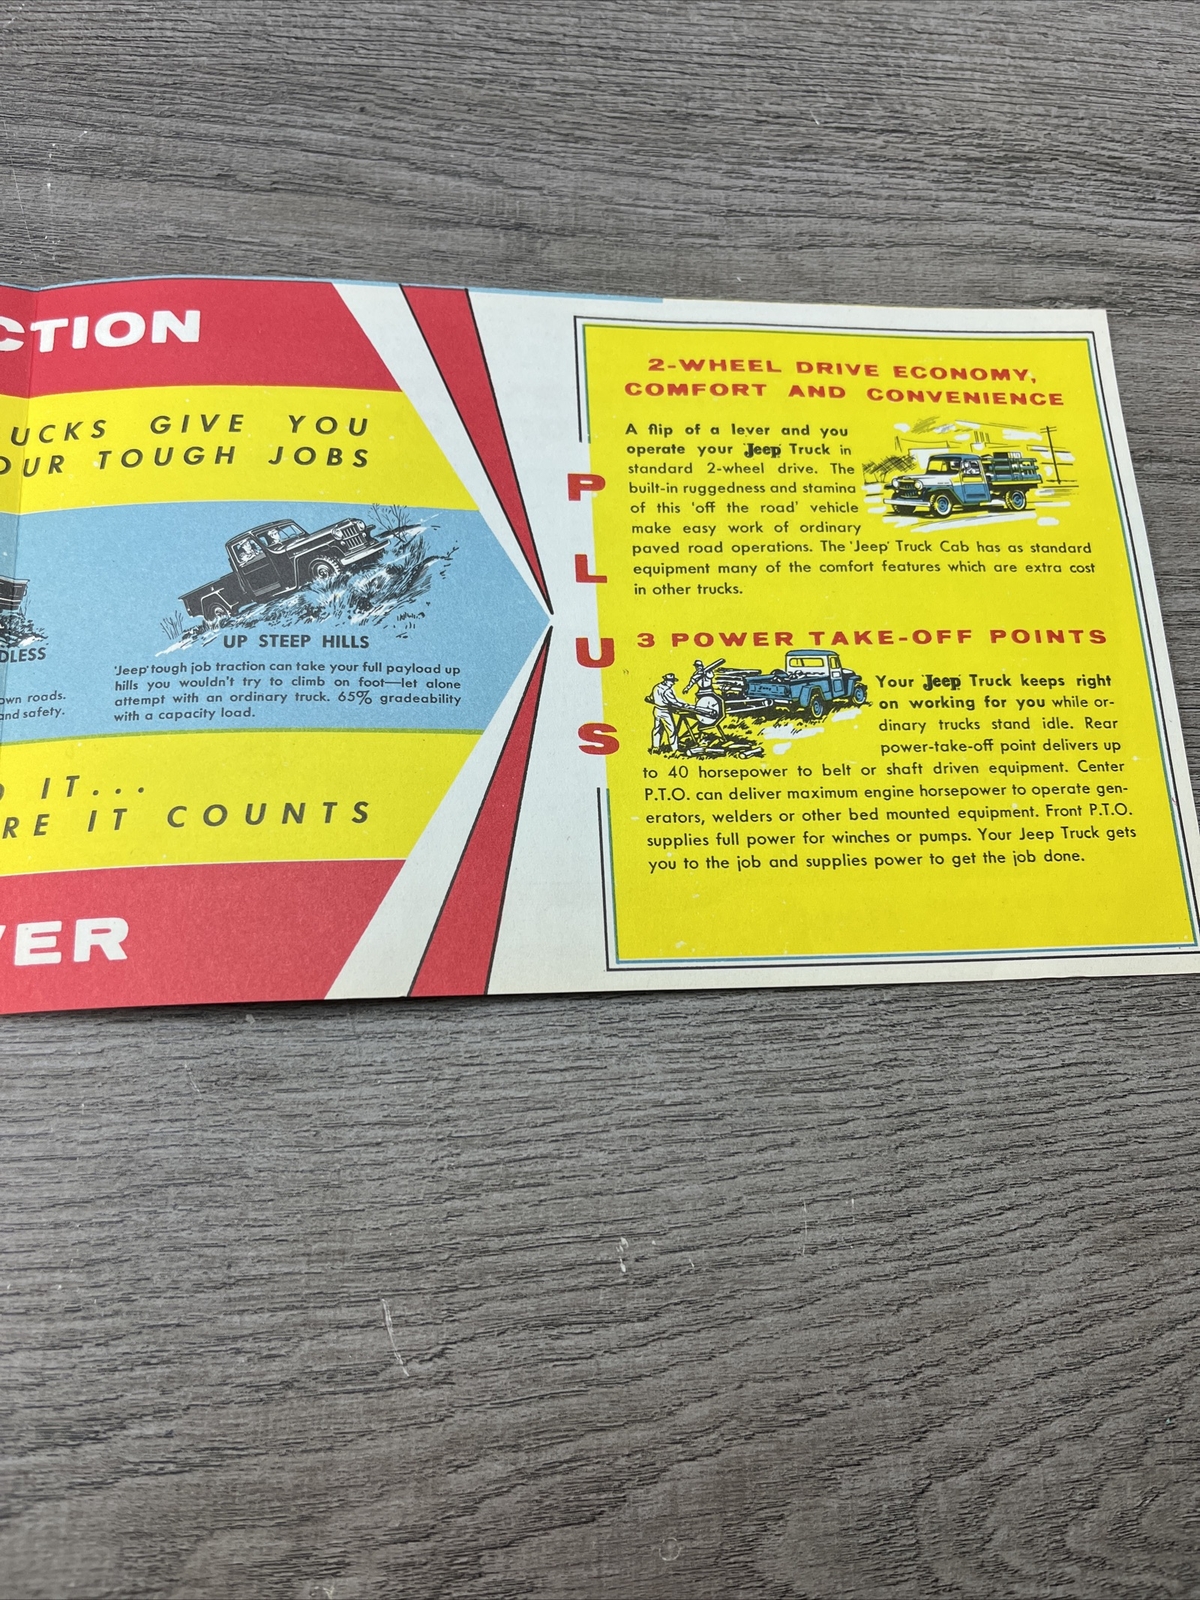 CTION
UCKS GIVE YOU
OUR TOUGH JOBS
DLESS
own roads.
and safety.
UP STEEP HILLS
'Jeep' tough job traction can take your full payload up
hills you wouldn't try to climb on foot—let alone
attempt with an ordinary truck. 65% gradeability
with a capacity load.
IT...
RE IT COUNTS
VER
PLUS
2-WHEEL DRIVE ECONOMY,
COMFORT AND CONVENIENCE
A flip of a lever and you
operate your 'Jeep' Truck in
standard 2-wheel drive. The
built-in ruggedness and stamina
of this 'off the road' vehicle
make easy work of ordinary
paved road operations. The 'Jeep' Truck Cab has as standard
equipment many of the comfort features which are extra cost
in other trucks.
3 POWER TAKE-OFF POINTS
Your 'Jeep' Truck keeps right
on working for you while or-
dinary trucks stand idle. Rear
power-take-off point delivers up
to 40 horsepower to belt or shaft driven equipment. Center
P.T.O. can deliver maximum engine horsepower to operate gen-
erators, welders or other bed mounted equipment. Front P.T.O.
supplies full power for winches or pumps. Your Jeep Truck gets
you to the job and supplies power to get the job done.